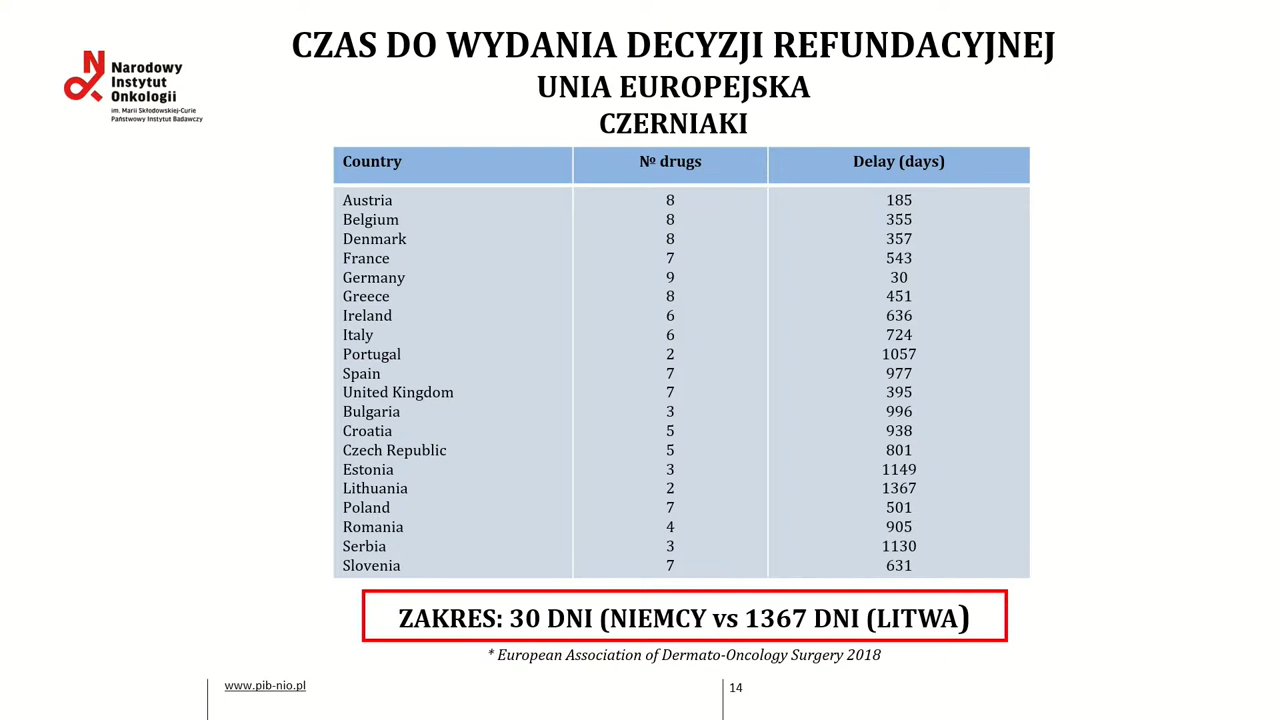 CZAS DO WYDANIA DECYZJI REFUNDACYJNEJ
UNIA EUROPEJSKA
CZERNIAKI
Narodowy
Instytut
Onkologii
im. Marii Skłodowskiej-Curie
Państwowy Instytut Badawczy
Country № drugs Delay (days)
Austria 8 185
Belgium 8 355
Denmark 8 357
France 7 543
Germany 9 30
Greece 8 451
Ireland 6 636
Italy 6 724
Portugal 2 1057
Spain 7 977
United Kingdom 7 395
Bulgaria 3 996
Croatia 5 938
Czech Republic 5 801
Estonia 3 1149
Lithuania 2 1367
Poland 7 501
Romania 4 905
Serbia 3 1130
Slovenia 7 631
ZAKRES: 30 DNI (NIEMCY vs 1367 DNI (LITWA)
* European Association of Dermato-Oncology Surgery 2018
www.pib-nio.pl
14